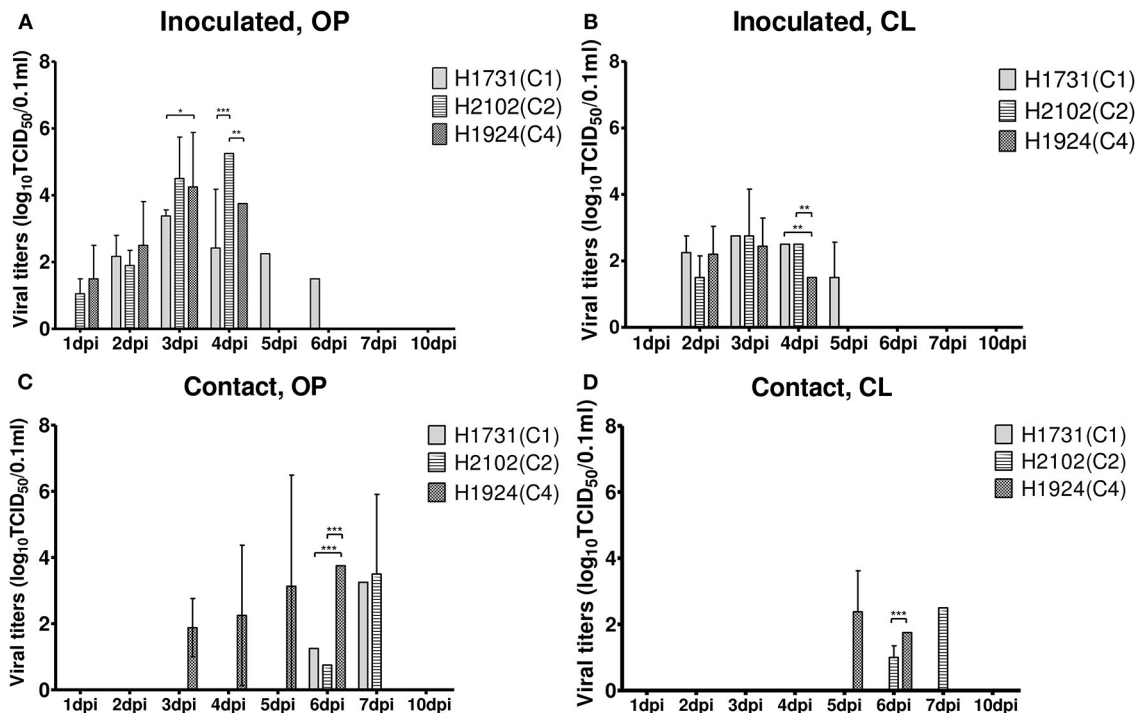 A
Inoculated, OP
Viral titers (log10TCID50/0.1ml)
8
6
4
2
0
* *** **
H1731(C1)
H2102(C2)
H1924(C4)
1dpi 2dpi 3dpi 4dpi 5dpi 6dpi 7dpi 10dpi
B
Inoculated, CL
Viral titers (log10TCID50/0.1ml)
8
6
4
2
0
**
**
H1731(C1)
H2102(C2)
H1924(C4)
1dpi 2dpi 3dpi 4dpi 5dpi 6dpi 7dpi 10dpi
C
Contact, OP
Viral titers (log10TCID50/0.1ml)
8
6
4
2
0
***
***
H1731(C1)
H2102(C2)
H1924(C4)
1dpi 2dpi 3dpi 4dpi 5dpi 6dpi 7dpi 10dpi
D
Contact, CL
Viral titers (log10TCID50/0.1ml)
8
6
4
2
0
***
H1731(C1)
H2102(C2)
H1924(C4)
1dpi 2dpi 3dpi 4dpi 5dpi 6dpi 7dpi 10dpi